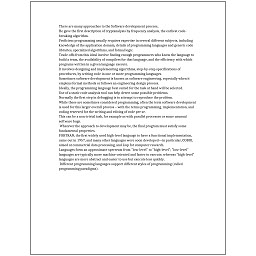 There are many approaches to the Software development process.
He gave the first description of cryptanalysis by frequency analysis, the earliest code
-breaking algorithm.
Proficient programming usually requires expertise in several different subjects, including
knowledge of the application domain, details of programming languages and generic code
libraries, specialized algorithms, and formal logic.
Trade-offs from this ideal involve finding enough programmers who know the language to
build a team, the availability of compilers for that language, and the efficiency with which
programs written in a given language execute.
It involves designing and implementing algorithms, step-by-step specifications of
procedures, by writing code in one or more programming languages.
Sometimes software development is known as software engineering, especially when it
employs formal methods or follows an engineering design process.
Ideally, the programming language best suited for the task at hand will be selected.
Use of a static code analysis tool can help detect some possible problems.
Normally the first step in debugging is to attempt to reproduce the problem.
While these are sometimes considered programming, often the term software development
is used for this larger overall process – with the terms programming, implementation, and
coding reserved for the writing and editing of code per se.
This can be a non-trivial task, for example as with parallel processes or some unusual
software bugs.
Whatever the approach to development may be, the final program must satisfy some
fundamental properties.
FORTRAN, the first widely used high-level language to have a functional implementation,
came out in 1957, and many other languages were soon developed—in particular, COBOL
aimed at commercial data processing, and Lisp for computer research.
Languages form an approximate spectrum from "low-level" to "high-level"; "low-level"
languages are typically more machine-oriented and faster to execute, whereas "high-level"
languages are more abstract and easier to use but execute less quickly.
Different programming languages support different styles of programming (called
programming paradigms).